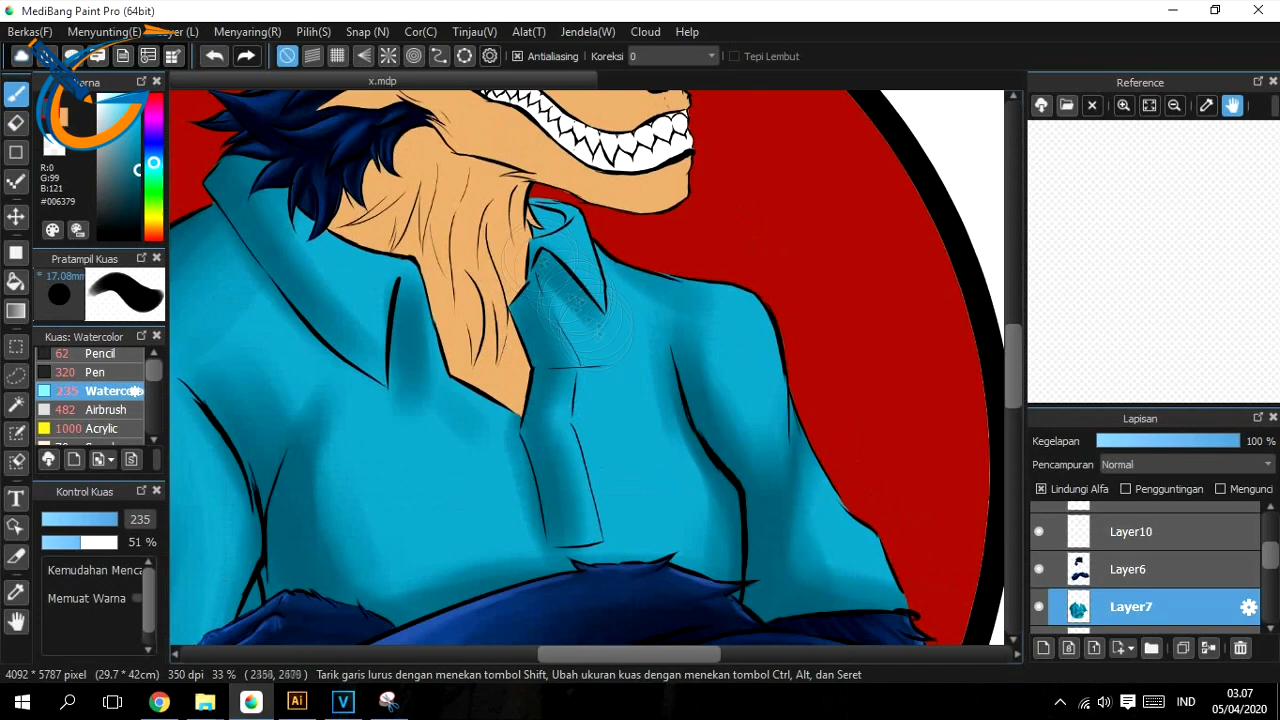 MediBang Paint Pro (64bit)
Berkas(F) Menyunting(E) Layer (L) Menyaring(R) Pilih(S) Snap (N) Cor(C) Tinjau(V) Alat(T) Jendela(W) Cloud Help
Antialiasing Koreksi 0 Tepi Lembut
x.mdp
R:0
G:99
B:121
#006379
Pratampil Kuas
* 17.08mm
Kuas: Watercolor
62 Pencil
320 Pen
235 Waterco
482 Airbrush
1000 Acrylic
Kontrol Kuas
235
51 %
Kemudahan Menca
Memuat Warna
Reference
Lapisan
Kegelapan 100 %
Pencampuran Normal
Lindungi Alfa Pengguntingan Mengunci
Layer10
Layer6
Layer7
4092 * 5787 pixel (29.7 * 42cm) 350 dpi 33 % Tarik garis lurus dengan menekan tombol Shift, Ubah ukuran kuas dengan menekan tombol Ctrl, Alt, dan Seret
IND
03.07
05/04/2020